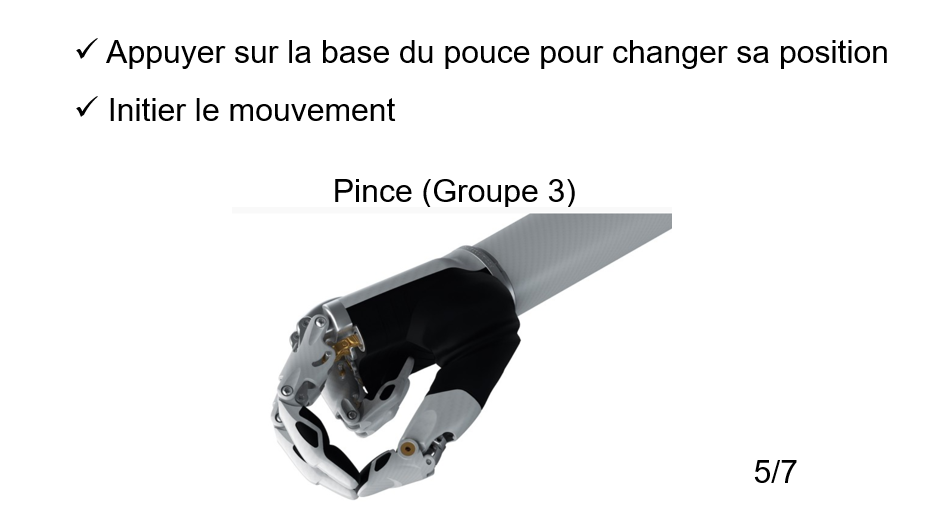 ✓ Appuyer sur la base du pouce pour changer sa position
✓ Initier le mouvement
Pince (Groupe 3)
5/7